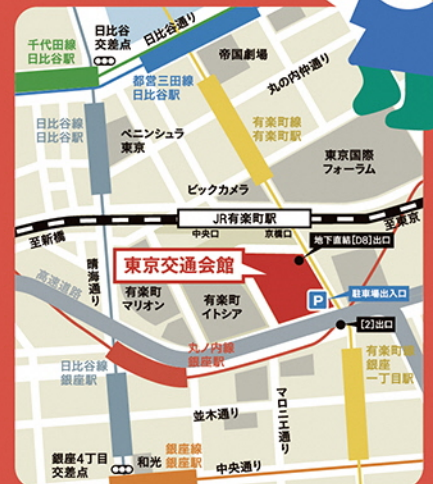 千代田線
日比谷駅
日比谷
交差点
日比谷通り
帝国劇場
都営三田線
日比谷駅
丸の内仲通り
日比谷線
日比谷駅
ペニンシュラ
東京
有楽町線
有楽町駅
東京国際
フォーラム
ビックカメラ
JR有楽町駅
中央口
京橋口
至東京
至新橋
地下直結[D8]出口
東京交通会館
晴海通り
高速道路
有楽町
マリオン
有楽町
イトシア
P
駐車場出入口
[2]出口
丸ノ内線
銀座駅
日比谷線
銀座駅
有楽町線
銀座
一丁目駅
並木通り
マロニエ通り
銀座4丁目
交差点
和光
銀座線
銀座駅
中央通り